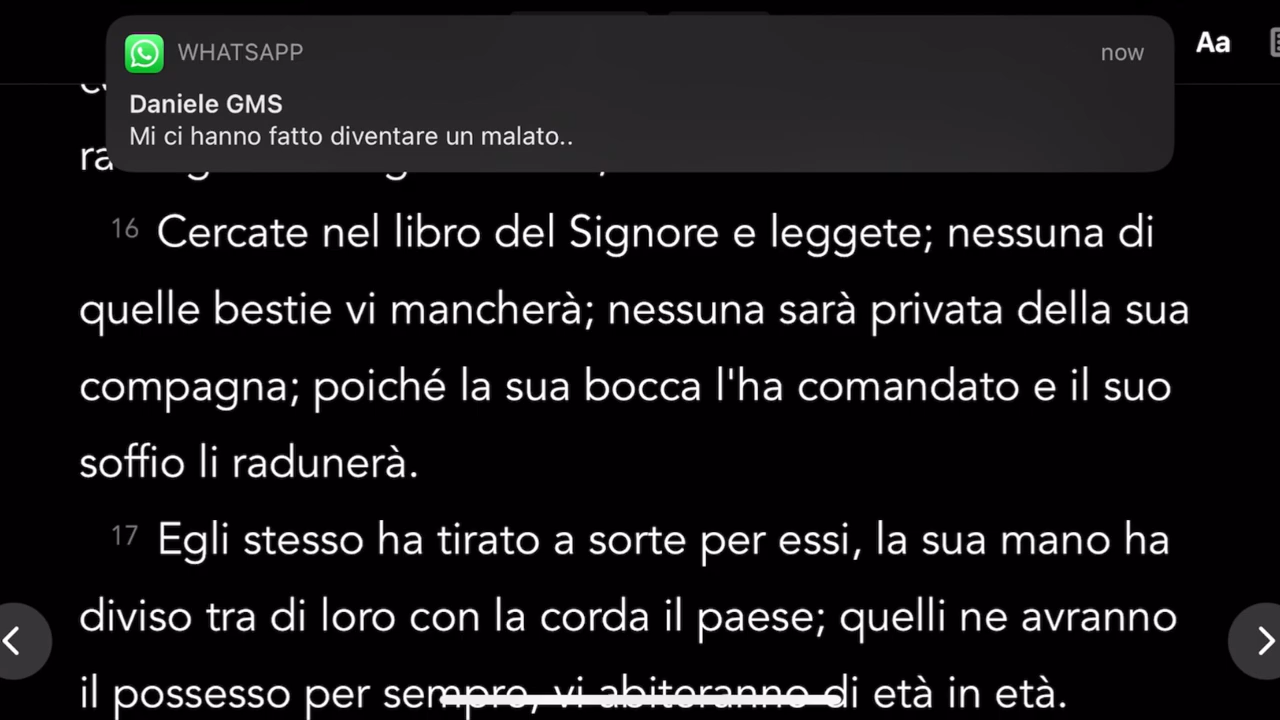 WHATSAPP
now
Aa
Daniele GMS
Mi ci hanno fatto diventare un malato..
16 Cercate nel libro del Signore e leggete; nessuna di
quelle bestie vi mancherà; nessuna sarà privata della sua
compagna; poiché la sua bocca l'ha comandato e il suo
soffio li radunerà.
17 Egli stesso ha tirato a sorte per essi, la sua mano ha
diviso tra di loro con la corda il paese; quelli ne avranno
il possesso per sempre, vi abiteranno di età in età.